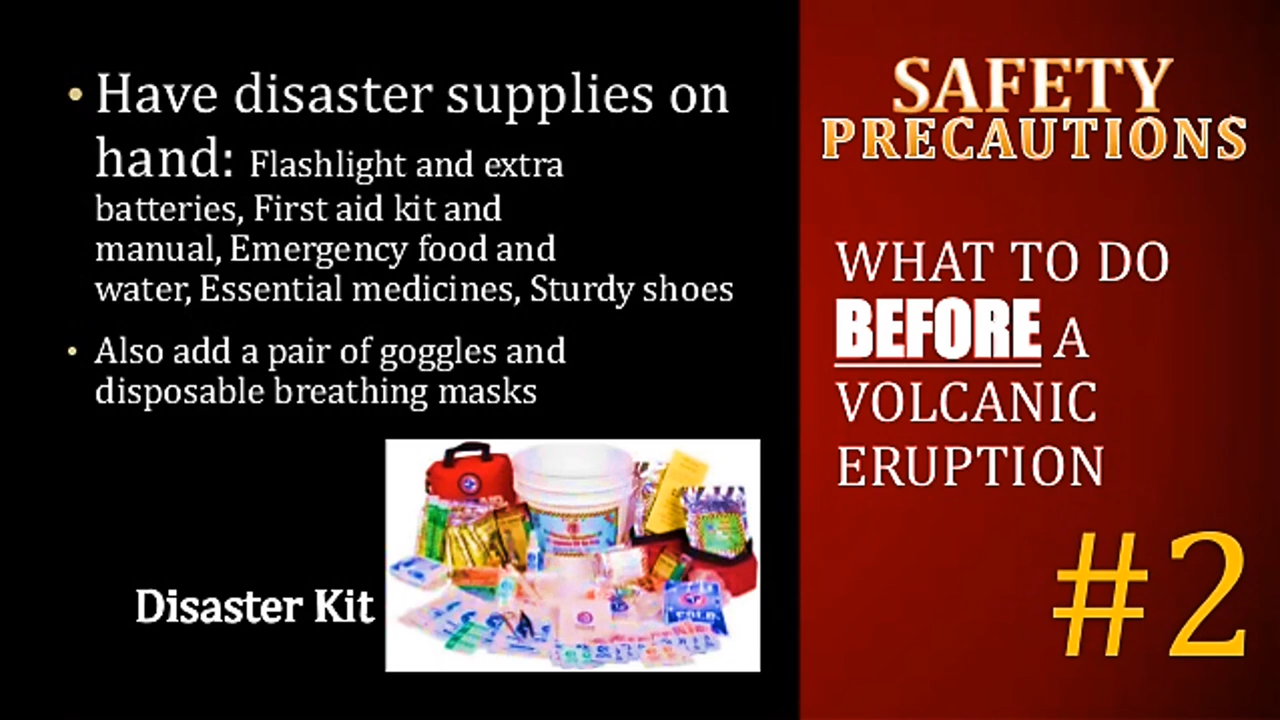 • Have disaster supplies on
hand: Flashlight and extra
batteries, First aid kit and
manual, Emergency food and
water, Essential medicines, Sturdy shoes
• Also add a pair of goggles and
disposable breathing masks
Disaster Kit
COLD
SAFETY
PRECAUTIONS
WHAT TO DO
BEFORE A
VOLCANIC
ERUPTION
#2